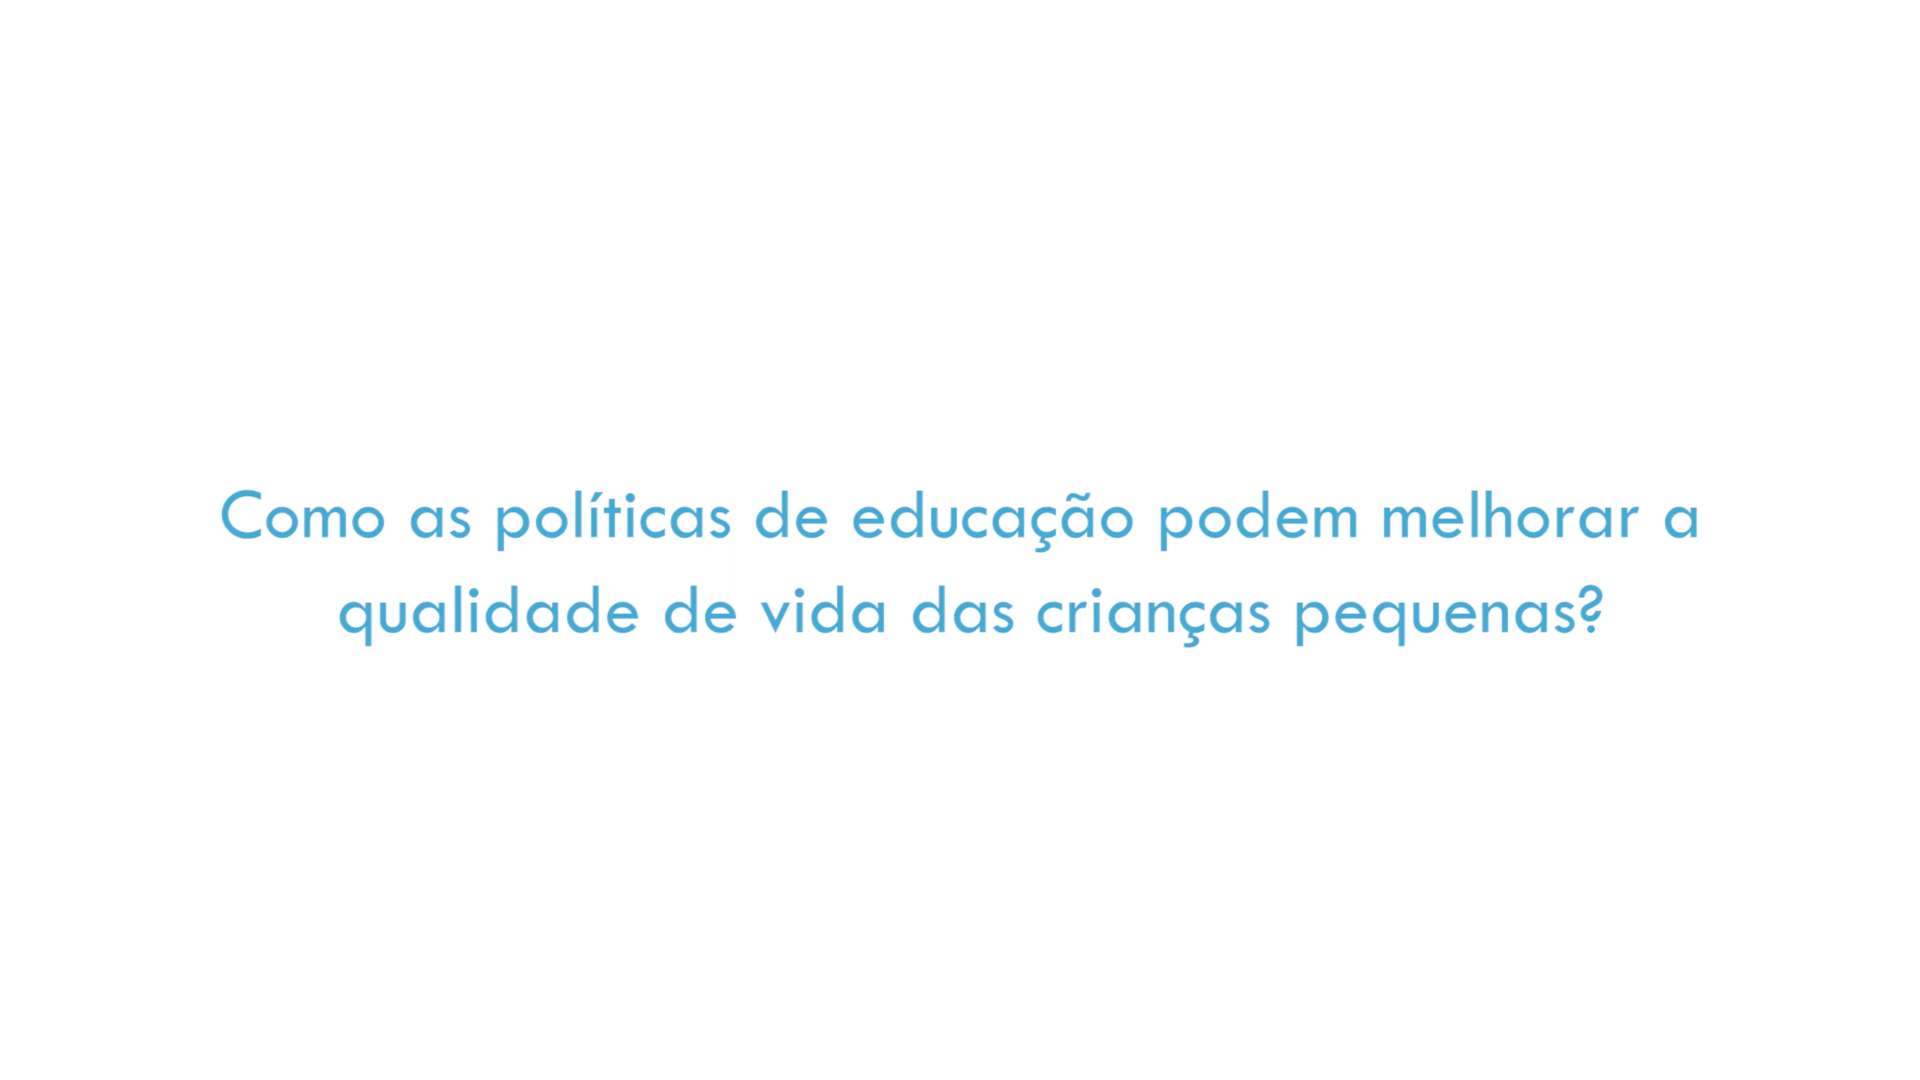 Como as políticas de educação podem melhorar a
qualidade de vida das crianças pequenas?